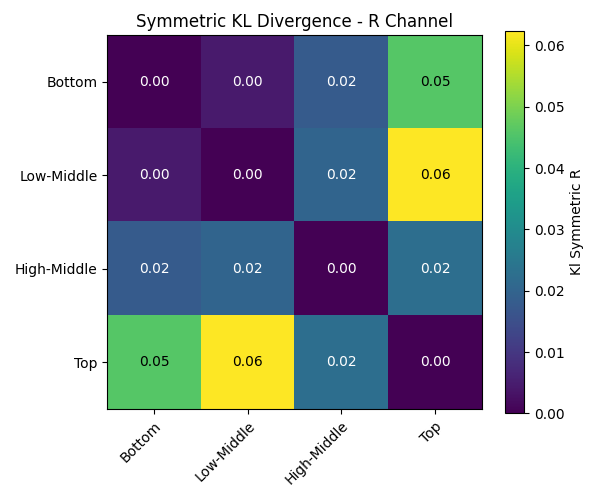 Symmetric KL Divergence - R Channel
Bottom 0.00 0.00 0.02 0.05
Low-Middle 0.00 0.00 0.02 0.06
High-Middle 0.02 0.02 0.00 0.02
Top 0.05 0.06 0.02 0.00
Bottom Low-Middle High-Middle Top
0.06
0.05
0.04
0.03
0.02
0.01
0.00
Kl Symmetric R